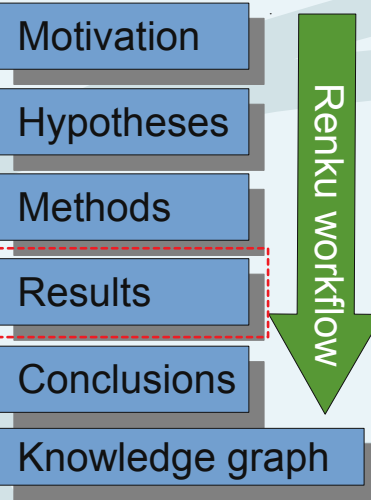 Motivation
Hypotheses
Methods
Results
Conclusions
Knowledge graph
Renku workflow